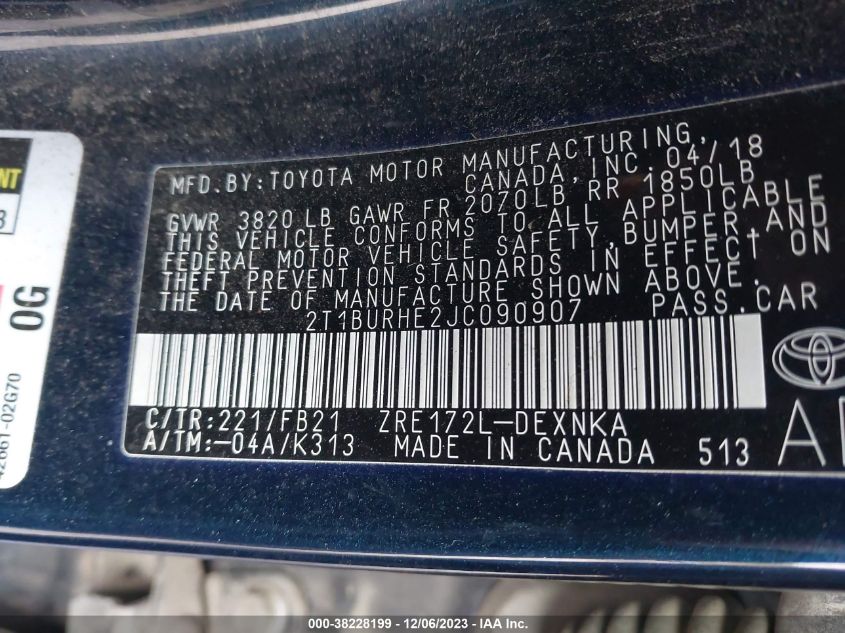 MFD.BY:TOYOTA MOTOR MANUFACTURING,
CANADA,INC. 04/18
GVWR 3820 LB GAWR FR 2070LB RR 1850LB
THIS VEHICLE CONFORMS TO ALL APPLICABLE
FEDERAL MOTOR VEHICLE SAFETY,BUMPER,AND
THEFT PREVENTION STANDARDS IN EFFECT ON
THE DATE OF MANUFACTURE SHOWN ABOVE.
2T1BURHE2JC090907 PASS.CAR
C/TR:221/FB21 ZRE172L-DEXNKA
A/TM:-04A/K313 MADE IN CANADA 513
0G
42661-02G70
000-38228199 - 12/06/2023 - IAA Inc.